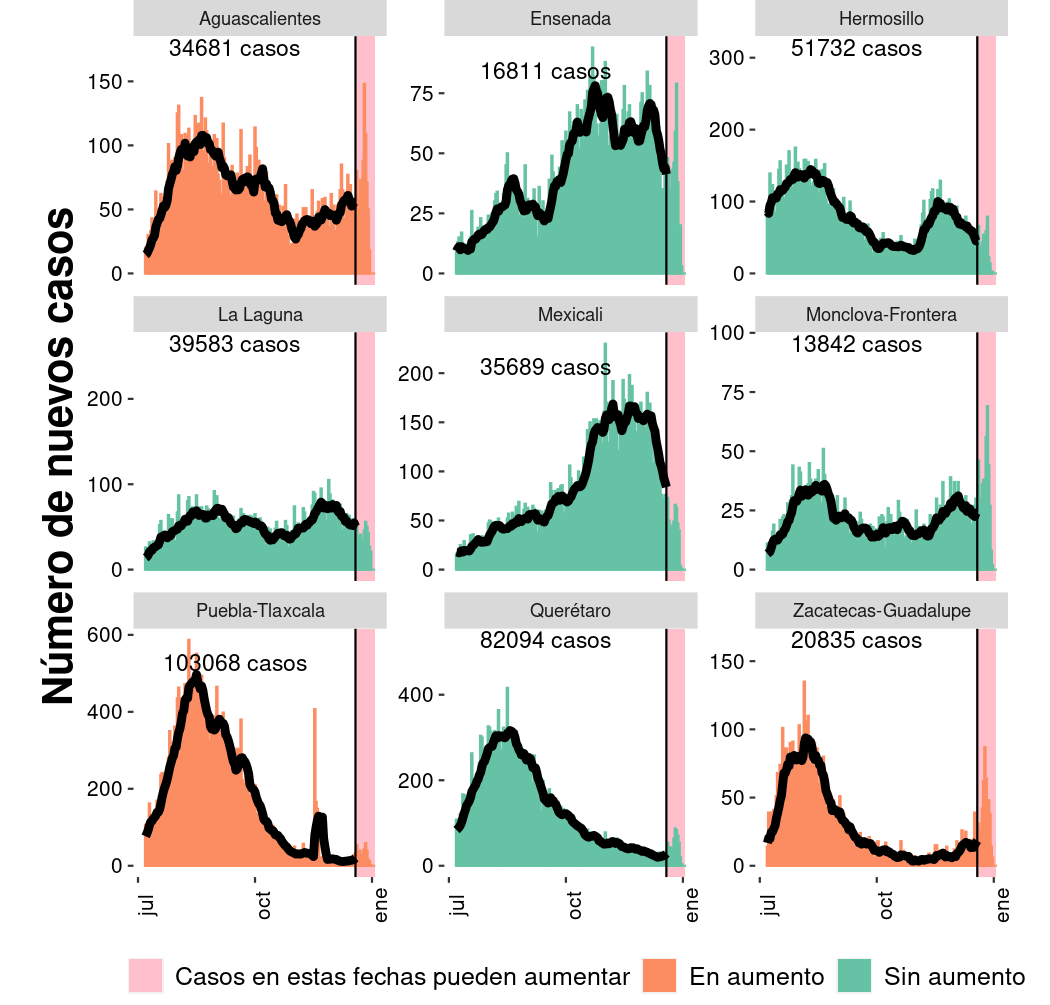 Número de nuevos casos
Aguascalientes
34681 casos
150
100
50
0
Ensenada
16811 casos
75
50
25
0
Hermosillo
51732 casos
300
200
100
0
La Laguna
39583 casos
200
100
0
Mexicali
35689 casos
200
150
100
50
0
Monclova-Frontera
13842 casos
100
75
50
25
0
Puebla-Tlaxcala
103068 casos
600
400
200
0
jul
oct
ene
Querétaro
82094 casos
400
200
0
jul
oct
ene
Zacatecas-Guadalupe
20835 casos
150
100
50
0
jul
oct
ene
Casos en estas fechas pueden aumentar
En aumento
Sin aumento